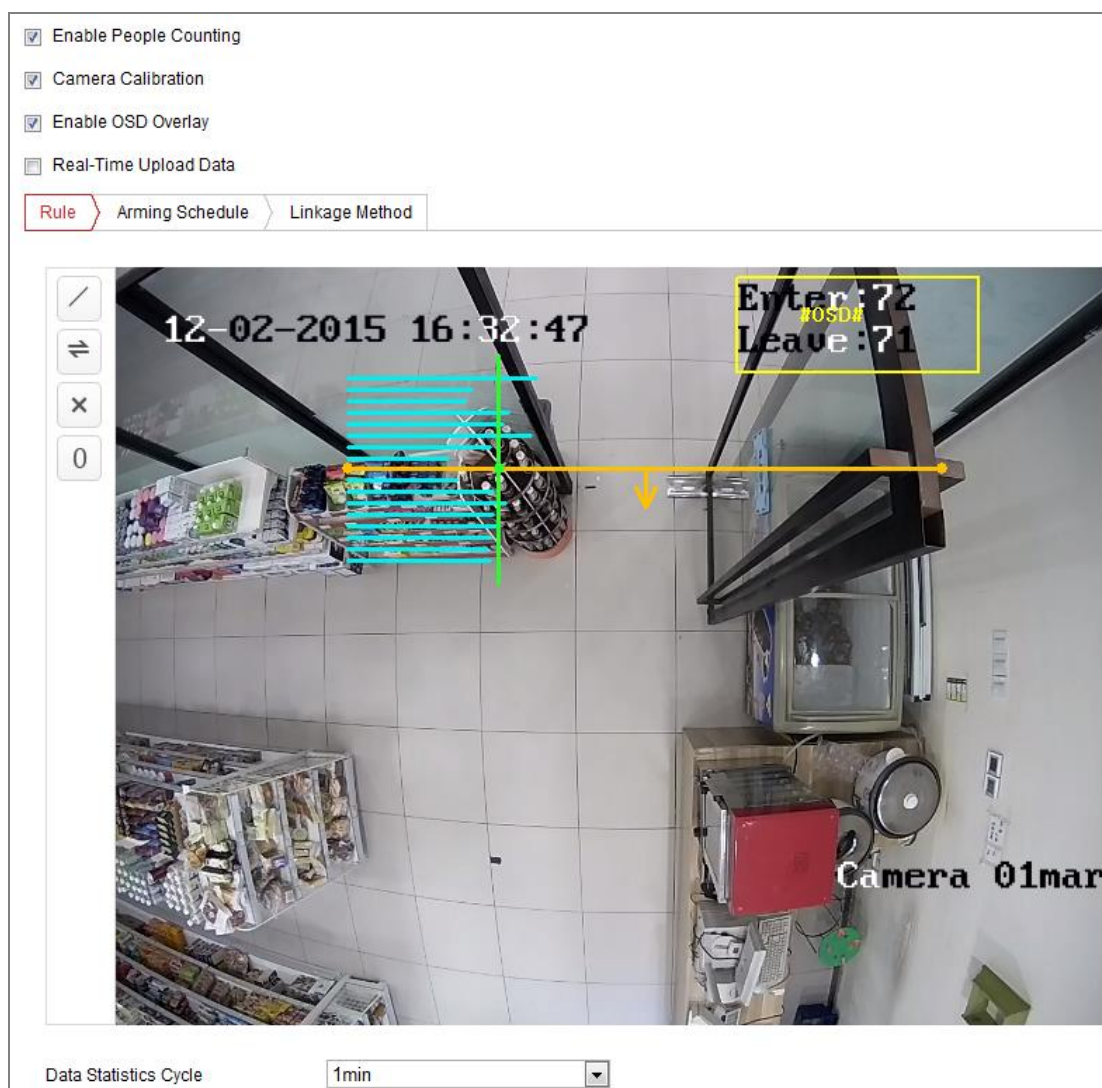 Enable People Counting
Camera Calibration
Enable OSD Overlay
Real-Time Upload Data
Rule Arming Schedule Linkage Method
12-02-2015 16:32:47
Enter:72
#OSD#
Leave:71
0
Camera 01mar
Data Statistics Cycle 1min